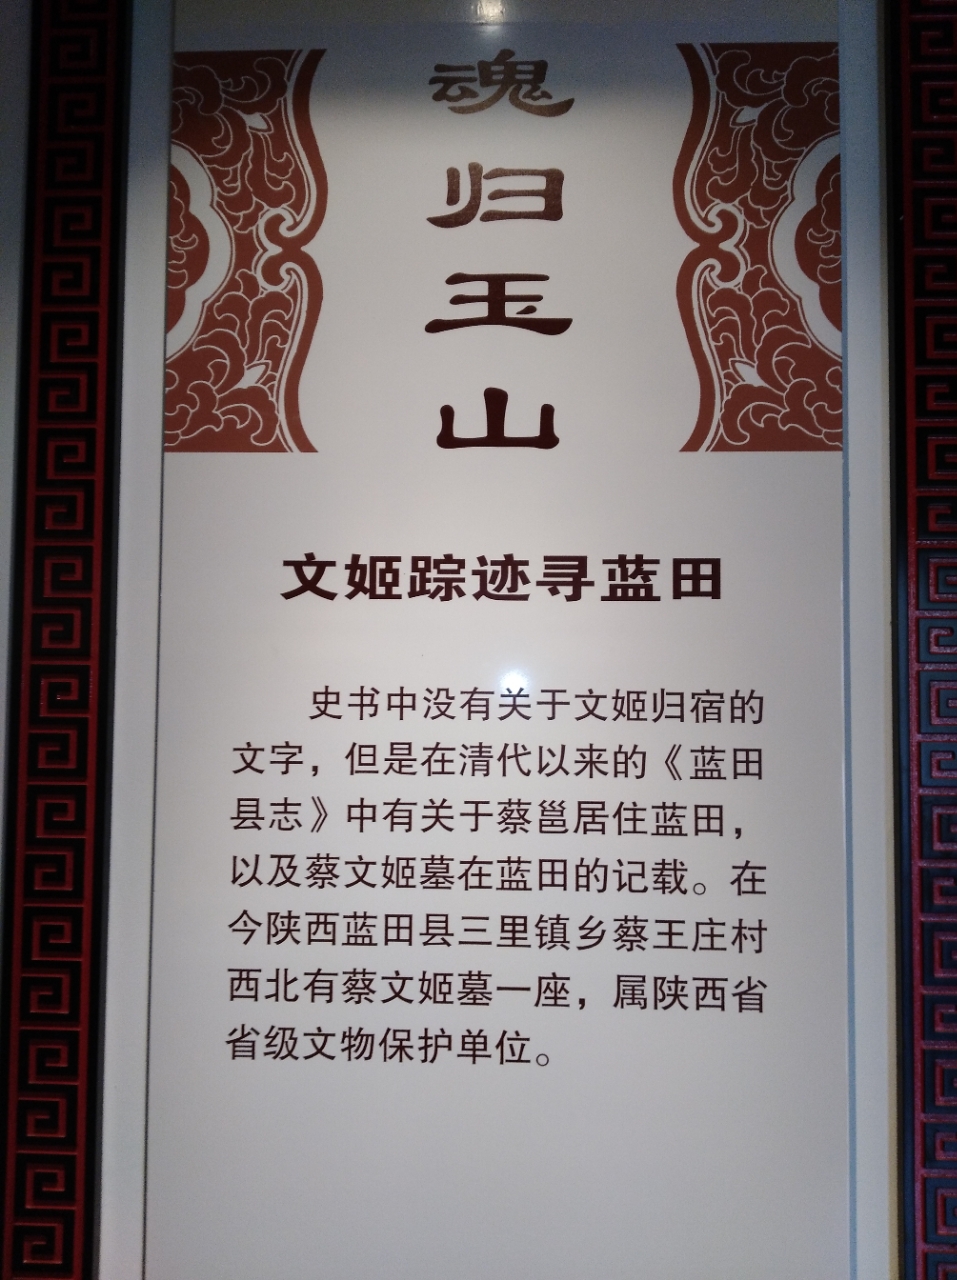 魂归玉山
文姬踪迹寻蓝田
史书中没有关于文姬归宿的
文字，但是在清代以来的《蓝田
县志》中有关于蔡邕居住蓝田，
以及蔡文姬墓在蓝田的记载。在
今陕西蓝田县三里镇乡蔡王庄村
西北有蔡文姬墓一座，属陕西省
省级文物保护单位。